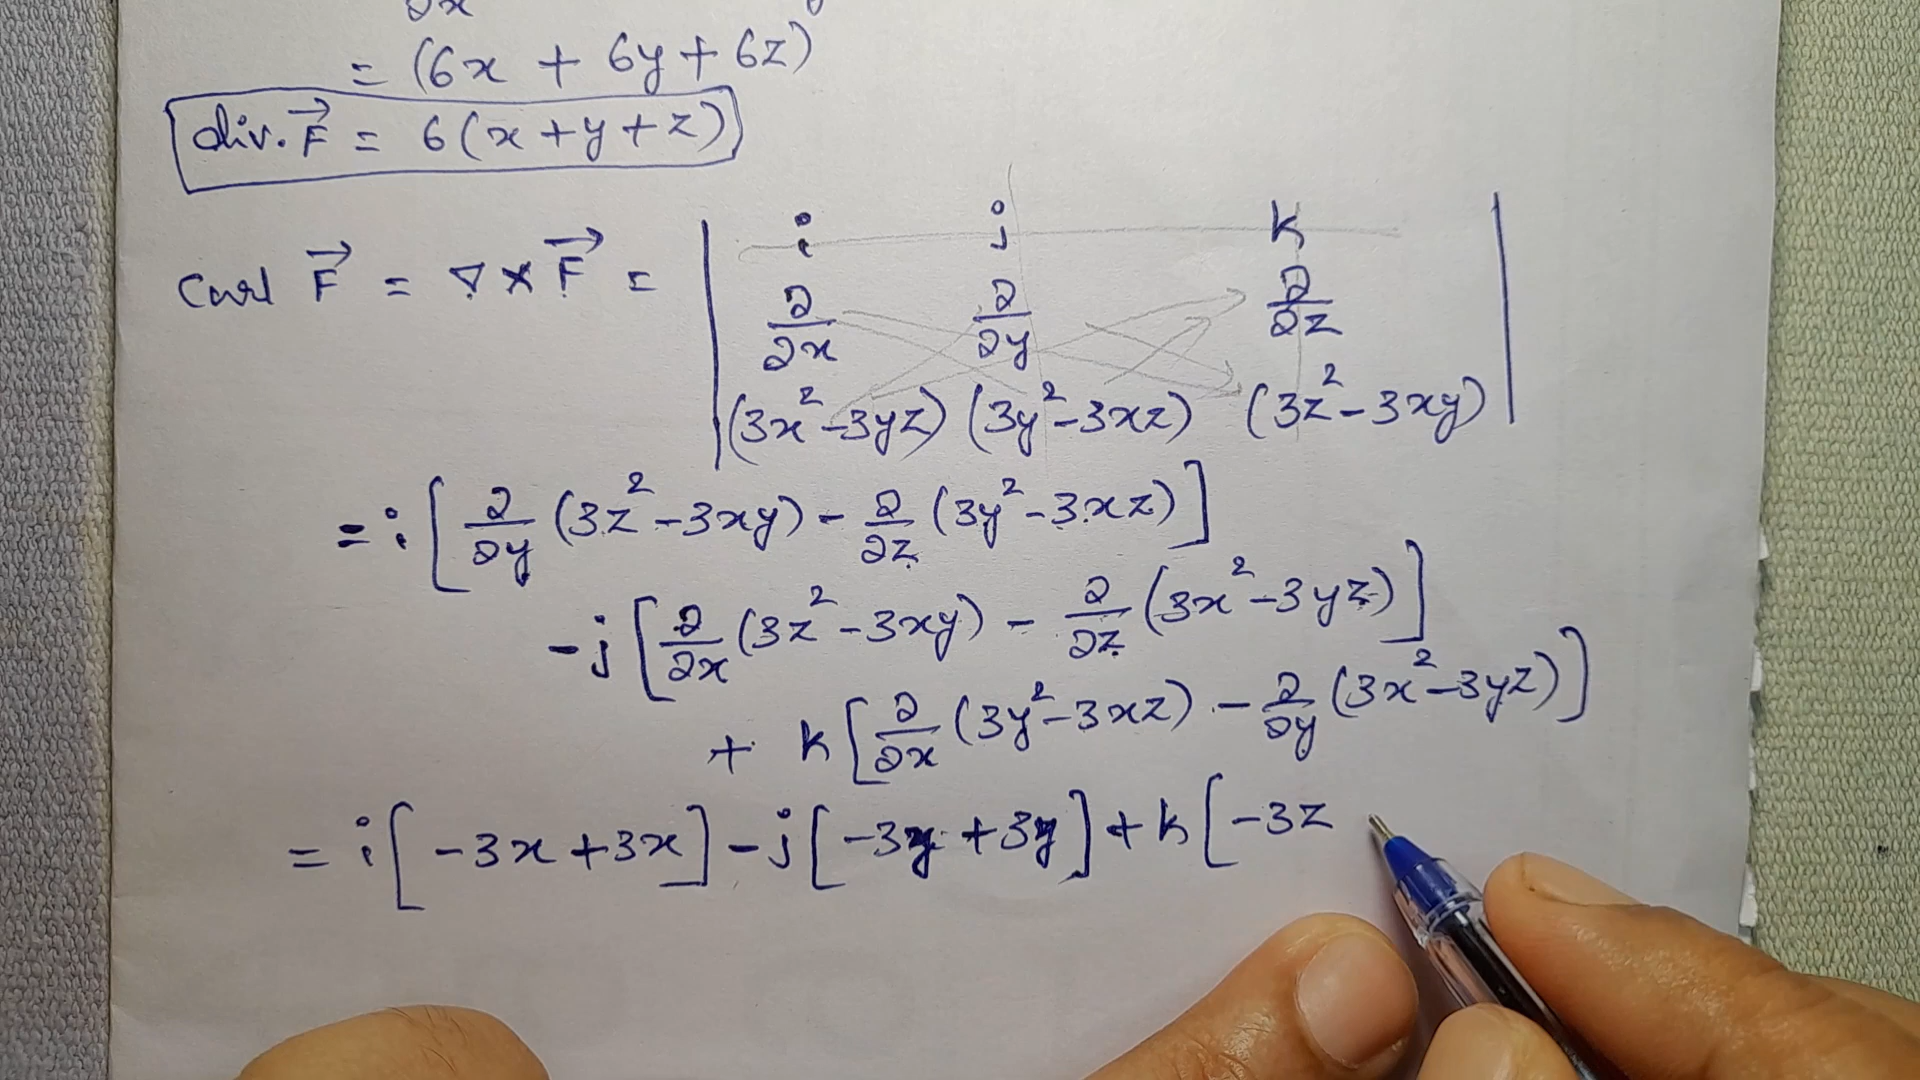 ∂x
= (6x + 6y + 6z)
div. F⃗ = 6(x+y+z)
i j k
Curl F⃗ = ∇ × F⃗ =
∂/∂x ∂/∂y ∂/∂z
(3x²-3yz) (3y²-3xz) (3z²-3xy)
= i [ ∂/∂y (3z²-3xy) - ∂/∂z (3y²-3xz) ]
- j [ ∂/∂x (3z²-3xy) - ∂/∂z (3x²-3yz) ]
+ k [ ∂/∂x (3y²-3xz) - ∂/∂y (3x²-3yz) ]
= i [ -3x+3x ] - j [ -3y +3y ] + k [ -3z